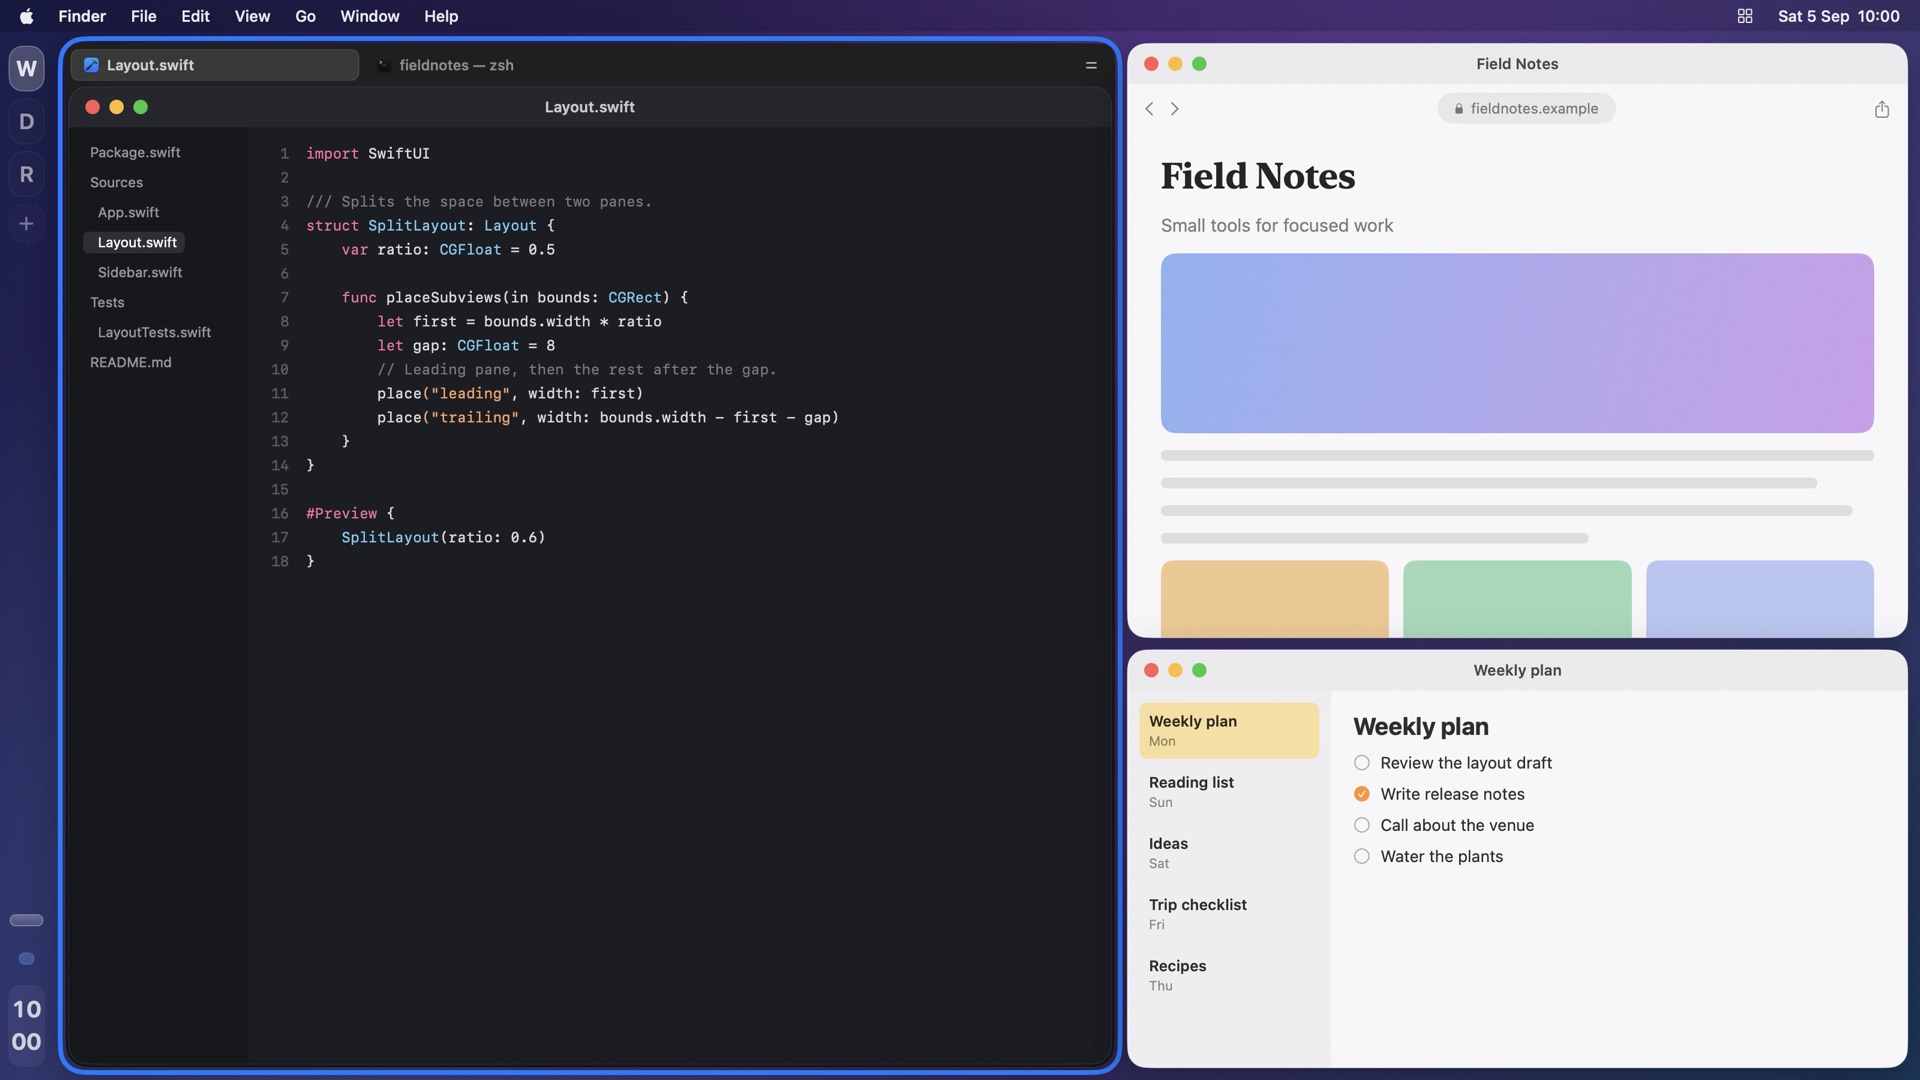 Finder File Edit View Go Window Help
Sat 5 Sep 10:00
W
D
R
10
00
Layout.swift
fieldnotes — zsh
Layout.swift
Package.swift
Sources
App.swift
Layout.swift
Sidebar.swift
Tests
LayoutTests.swift
README.md
1 import SwiftUI
2
3 /// Splits the space between two panes.
4 struct SplitLayout: Layout {
5     var ratio: CGFloat = 0.5
6
7     func placeSubviews(in bounds: CGRect) {
8         let first = bounds.width * ratio
9         let gap: CGFloat = 8
10         // Leading pane, then the rest after the gap.
11         place("leading", width: first)
12         place("trailing", width: bounds.width - first - gap)
13     }
14 }
15
16 #Preview {
17     SplitLayout(ratio: 0.6)
18 }
Field Notes
fieldnotes.example
Field Notes
Small tools for focused work
Weekly plan
Weekly plan
Mon
Reading list
Sun
Ideas
Sat
Trip checklist
Fri
Recipes
Thu
Weekly plan
Review the layout draft
Write release notes
Call about the venue
Water the plants